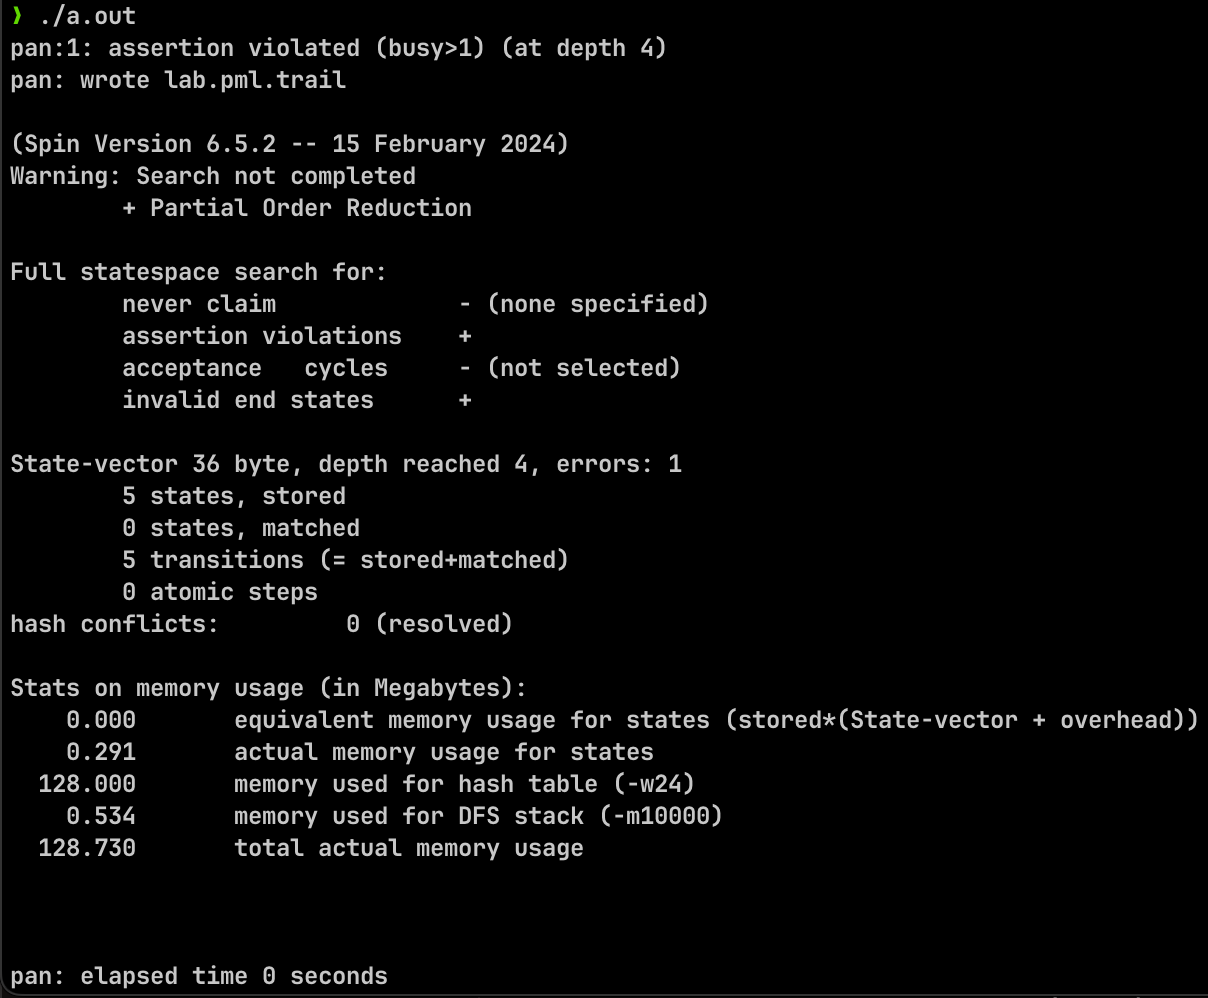 ❯ ./a.out
pan:1: assertion violated (busy>1) (at depth 4)
pan: wrote lab.pml.trail
(Spin Version 6.5.2 -- 15 February 2024)
Warning: Search not completed
+ Partial Order Reduction
Full statespace search for:
never claim - (none specified)
assertion violations +
acceptance cycles - (not selected)
invalid end states +
State-vector 36 byte, depth reached 4, errors: 1
5 states, stored
0 states, matched
5 transitions (= stored+matched)
0 atomic steps
hash conflicts: 0 (resolved)
Stats on memory usage (in Megabytes):
0.000 equivalent memory usage for states (stored*(State-vector + overhead))
0.291 actual memory usage for states
128.000 memory used for hash table (-w24)
0.534 memory used for DFS stack (-m10000)
128.730 total actual memory usage
pan: elapsed time 0 seconds